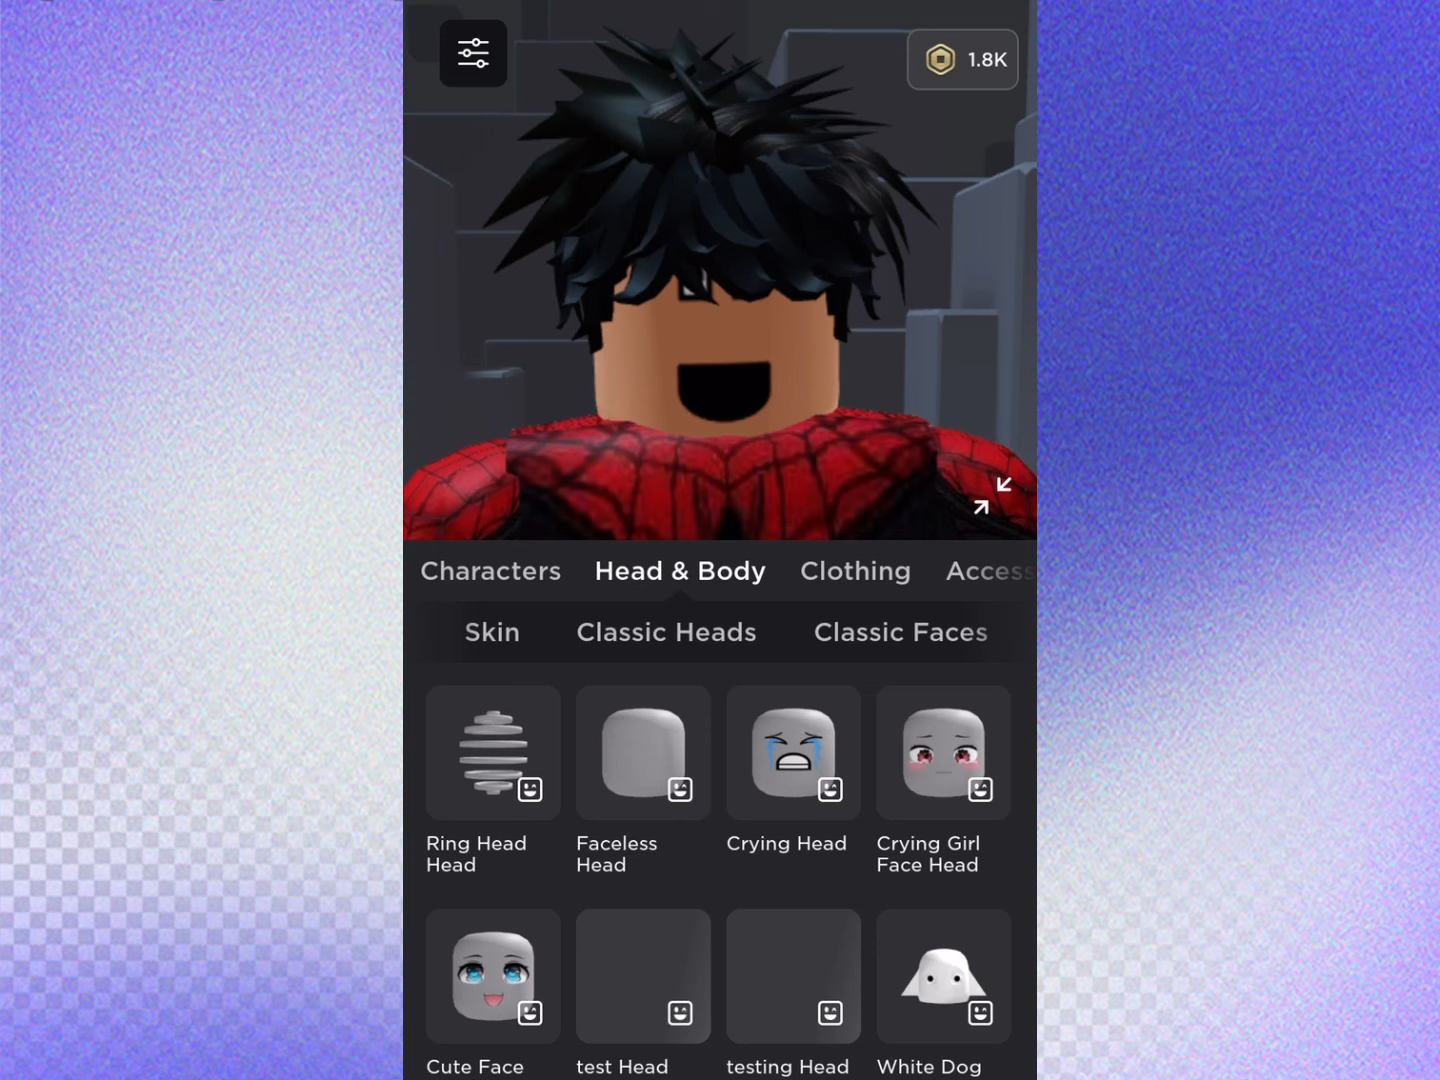 1.8K
Characters Head & Body Clothing Access
Skin Classic Heads Classic Faces
Ring Head
Head
Faceless
Head
Crying Head
Crying Girl
Face Head
Cute Face
test Head
testing Head
White Dog